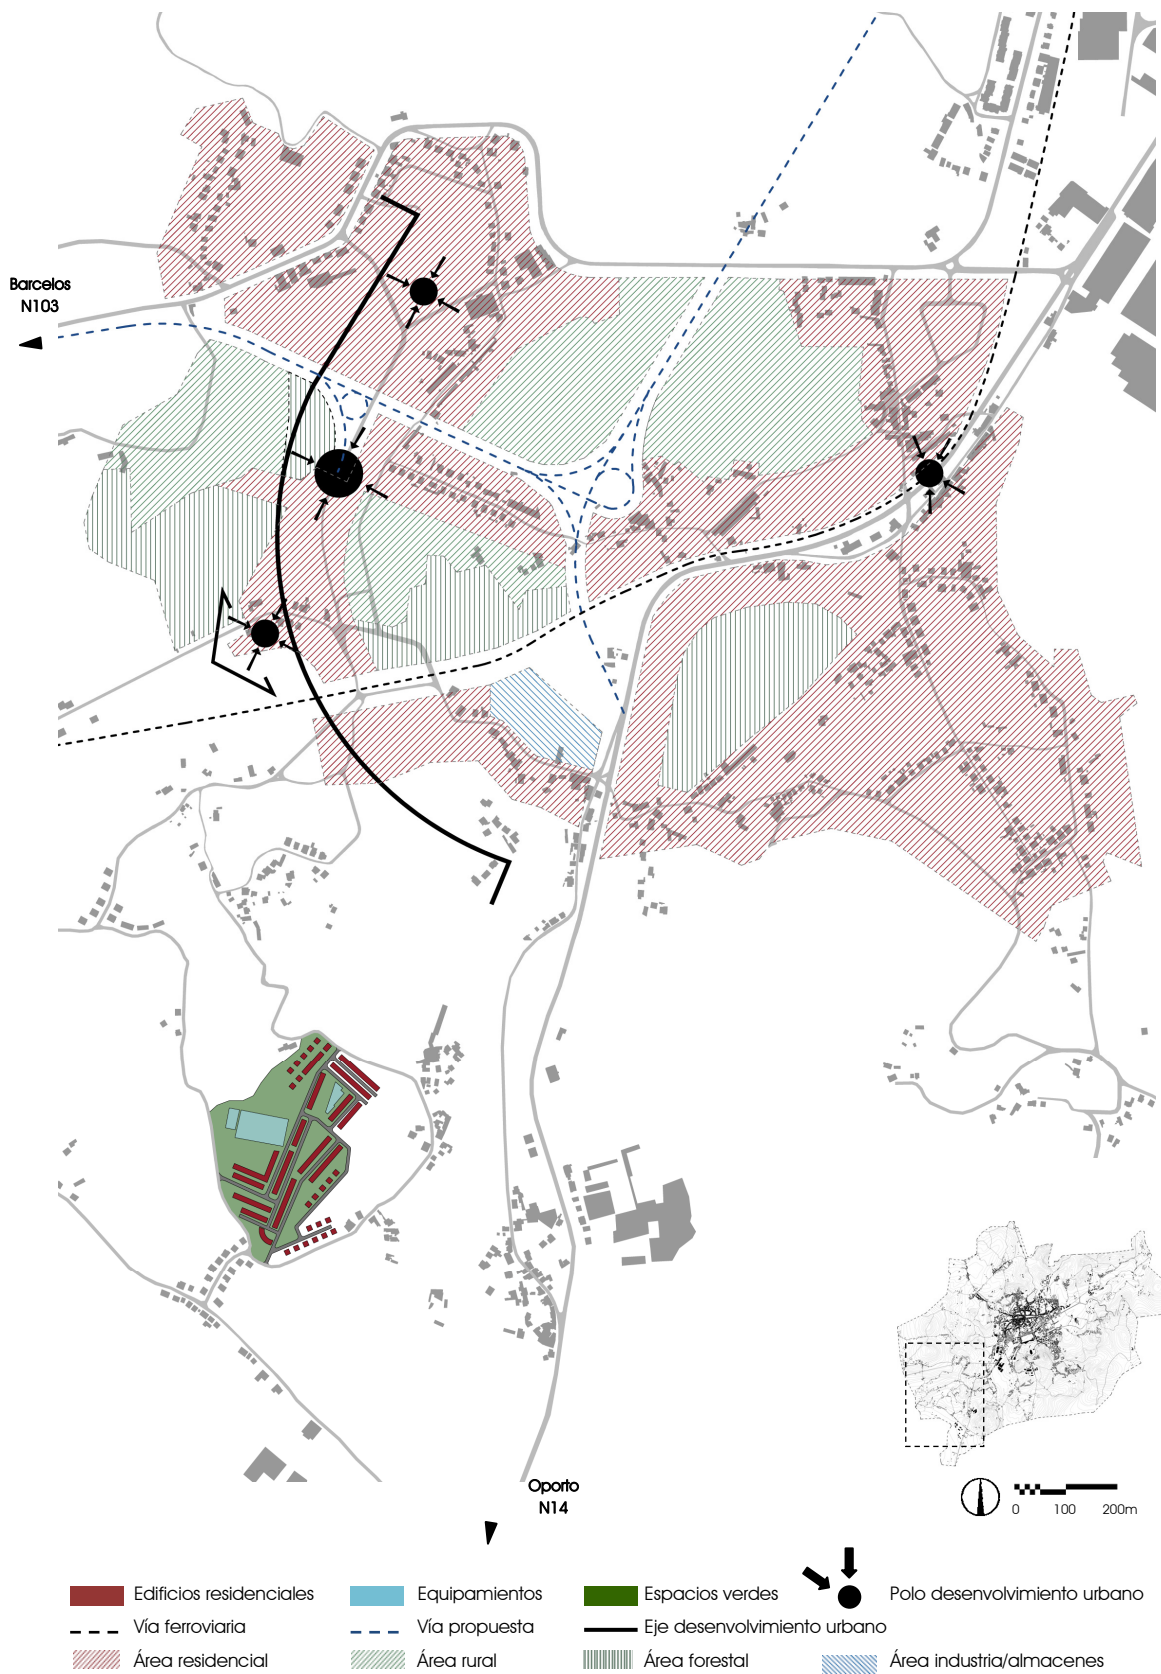 Barcelos
N103
Oporto
N14
0 100 200m
Edificios residenciales
Equipamientos
Espacios verdes
Polo desenvolvimiento urbano
Vía ferroviaria
Vía propuesta
Eje desenvolvimiento urbano
Área residencial
Área rural
Área forestal
Área industria/almacenes